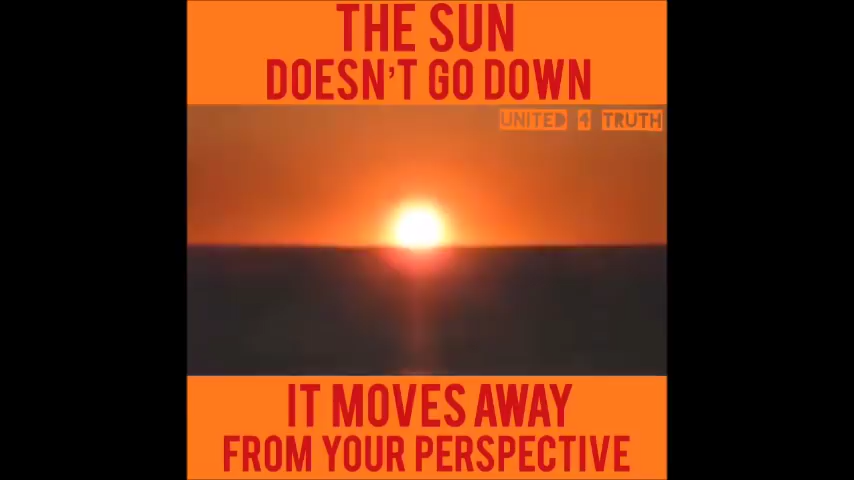 THE SUN
DOESN'T GO DOWN
UNITED 4 TRUTH
IT MOVES AWAY
FROM YOUR PERSPECTIVE